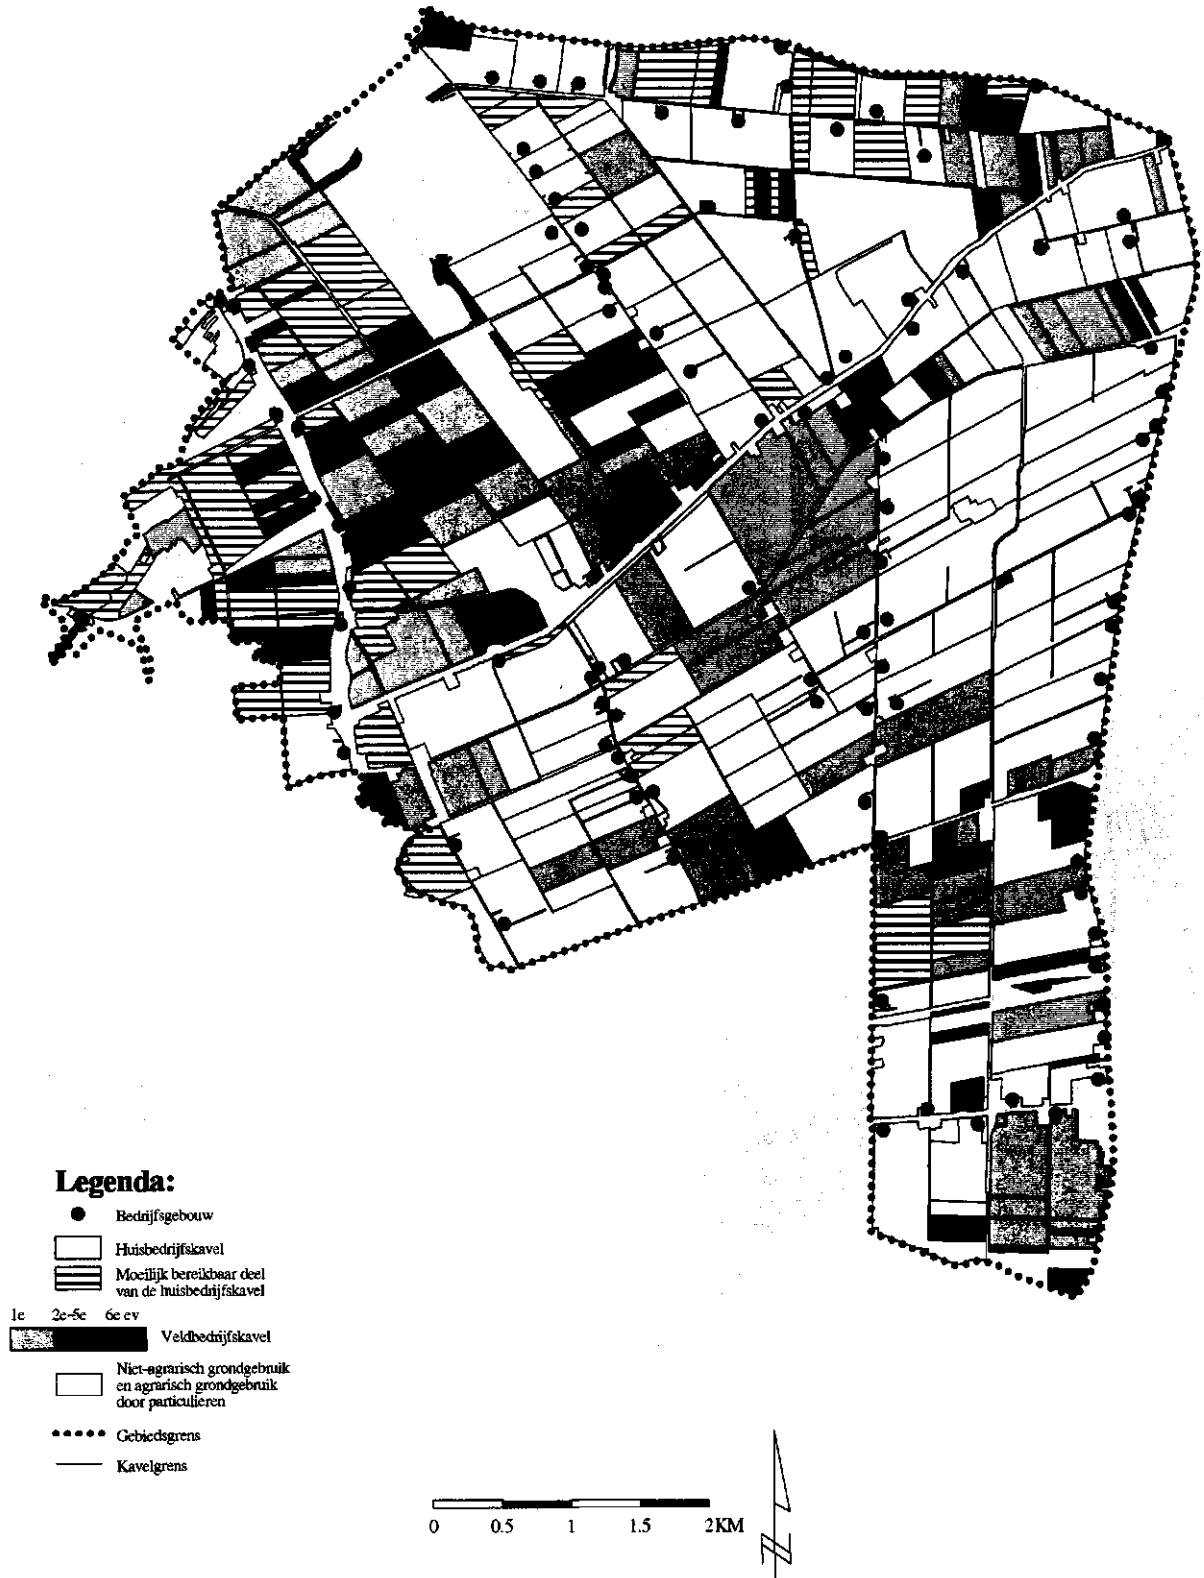 Legenda:
Bedrijfsgebouw
Huisbedrijfskavel
Moeilijk bereikbaar deel
van de huisbedrijfskavel
1e 2e-5e 6e ev
Veldbedrijfskavel
Niet-agrarisch grondgebruik
en agrarisch grondgebruik
door particulieren
Gebiedsgrens
Kavelgrens
0 0.5 1 1.5 2KM
N